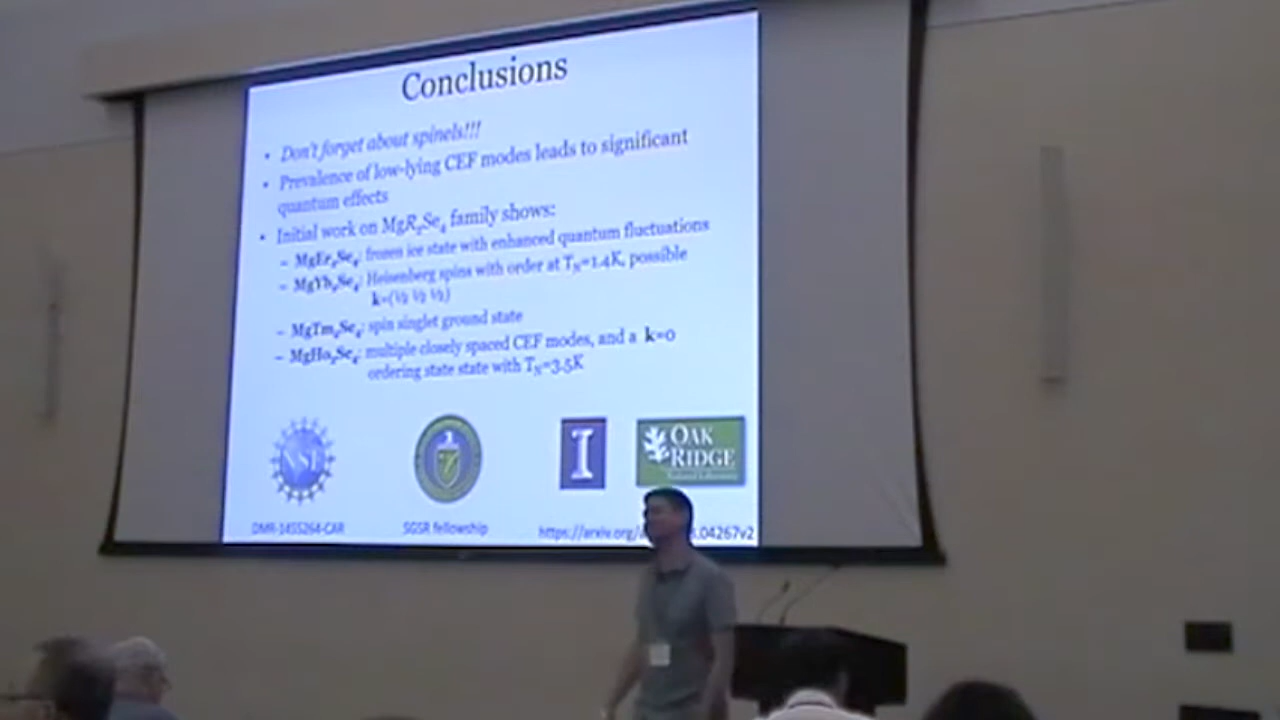 Conclusions
• Don't forget about spinels!!!
• Prevalence of low-lying CEF modes leads to significant
quantum effects
• Initial work on MgR₂Se₄ family shows:
– MgEr₂Se₄: frozen ice state with enhanced quantum fluctuations
– MgYb₂Se₄: Heisenberg spins with order at T_N=1.4K, possible
k=(½ ½ ½)
– MgTm₂Se₄: spin singlet ground state
– MgHo₂Se₄: multiple closely spaced CEF modes, and a k=0
ordering state state with T_N=3.5K
NSF
I
OAK
RIDGE
DMR-1455264-CAR
SGSR fellowship
https://arxiv.org/a .04267v2